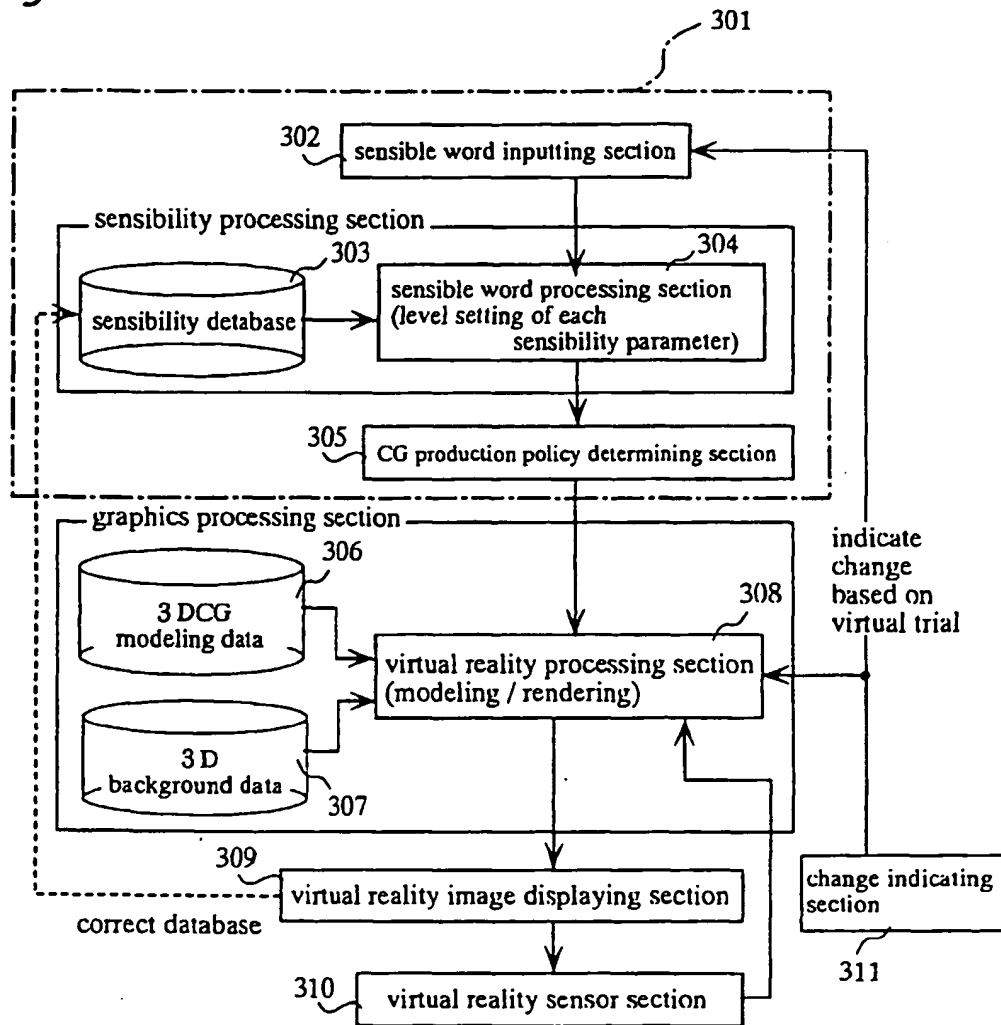 301
302
sensible word inputting section
sensibility processing section
303
304
sensibility detabase
sensible word processing section
(level setting of each
sensibility parameter)
305
CG production policy determining section
graphics processing section
306
3 DCG
modeling data
308
virtual reality processing section
(modeling / rendering)
3 D
background data
307
indicate
change
based on
virtual trial
309
virtual reality image displaying section
correct database
change indicating
section
311
310
virtual reality sensor section